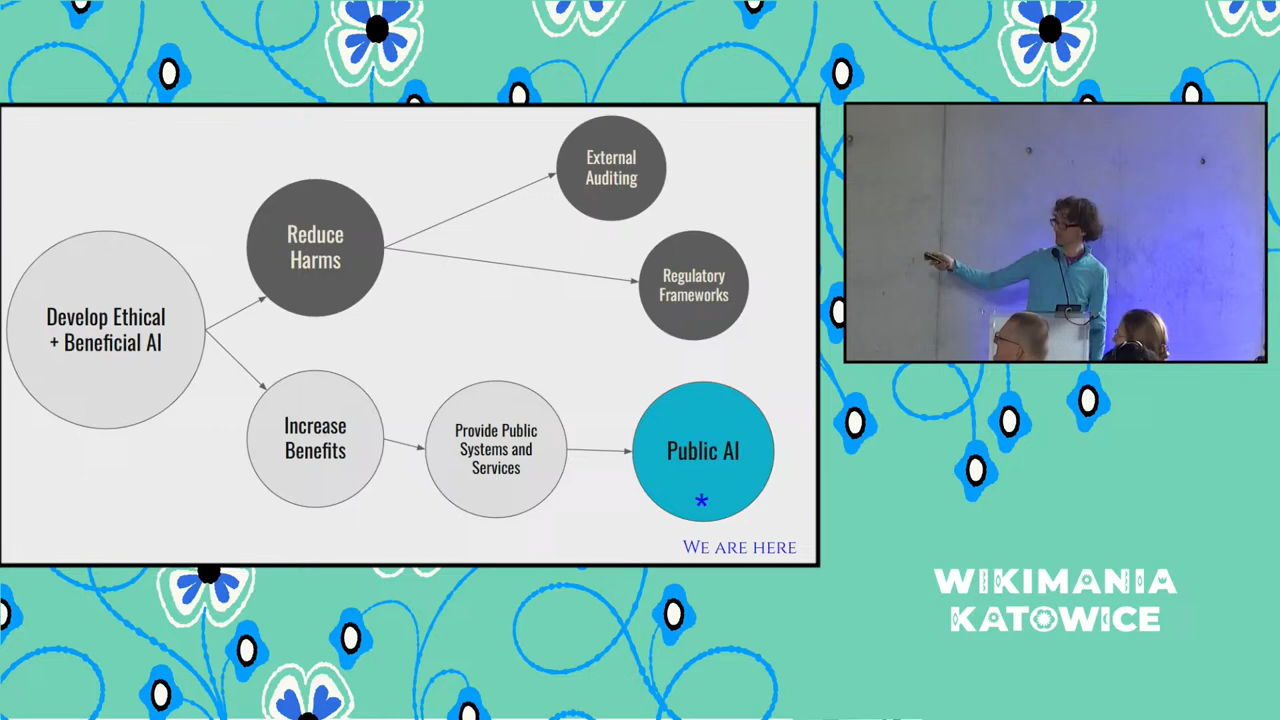 External
Auditing
Reduce
Harms
Regulatory
Frameworks
Develop Ethical
+ Beneficial AI
Increase
Benefits
Provide Public
Systems and
Services
Public AI
*
We are here
WIKIMANIA
KATOWICE